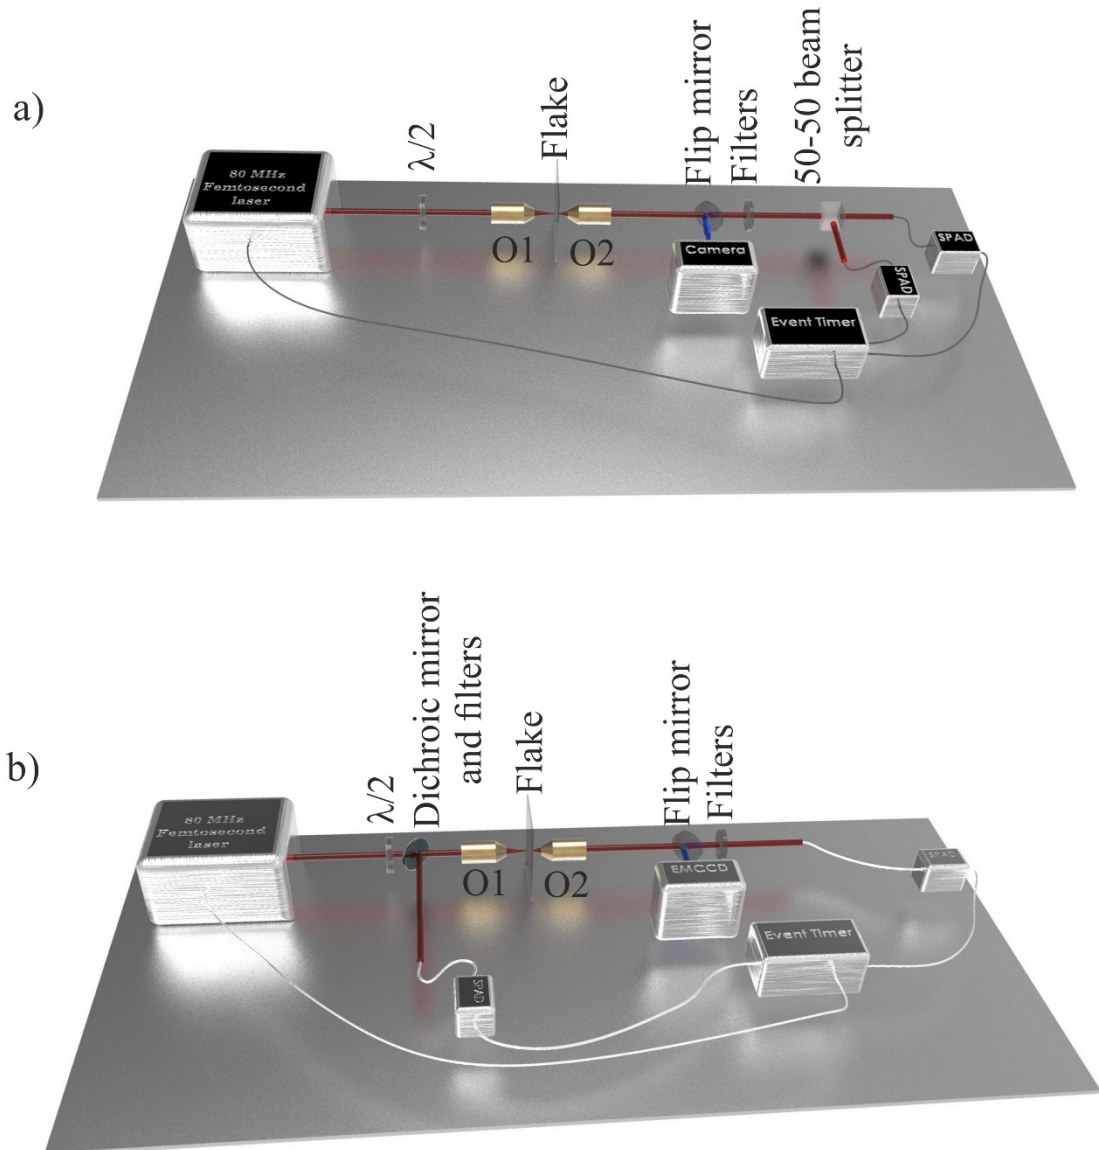 a)
80 MHz
Femtosecond
laser
λ/2
O1
Flake
O2
Flip mirror
Filters
50-50 beam
splitter
Camera
SPAD
SPAD
Event Timer
b)
80 MHz
Femtosecond
laser
λ/2
Dichroic mirror
and filters
O1
Flake
O2
Flip mirror
Filters
EMCCD
SPAD
SPAD
Event Timer